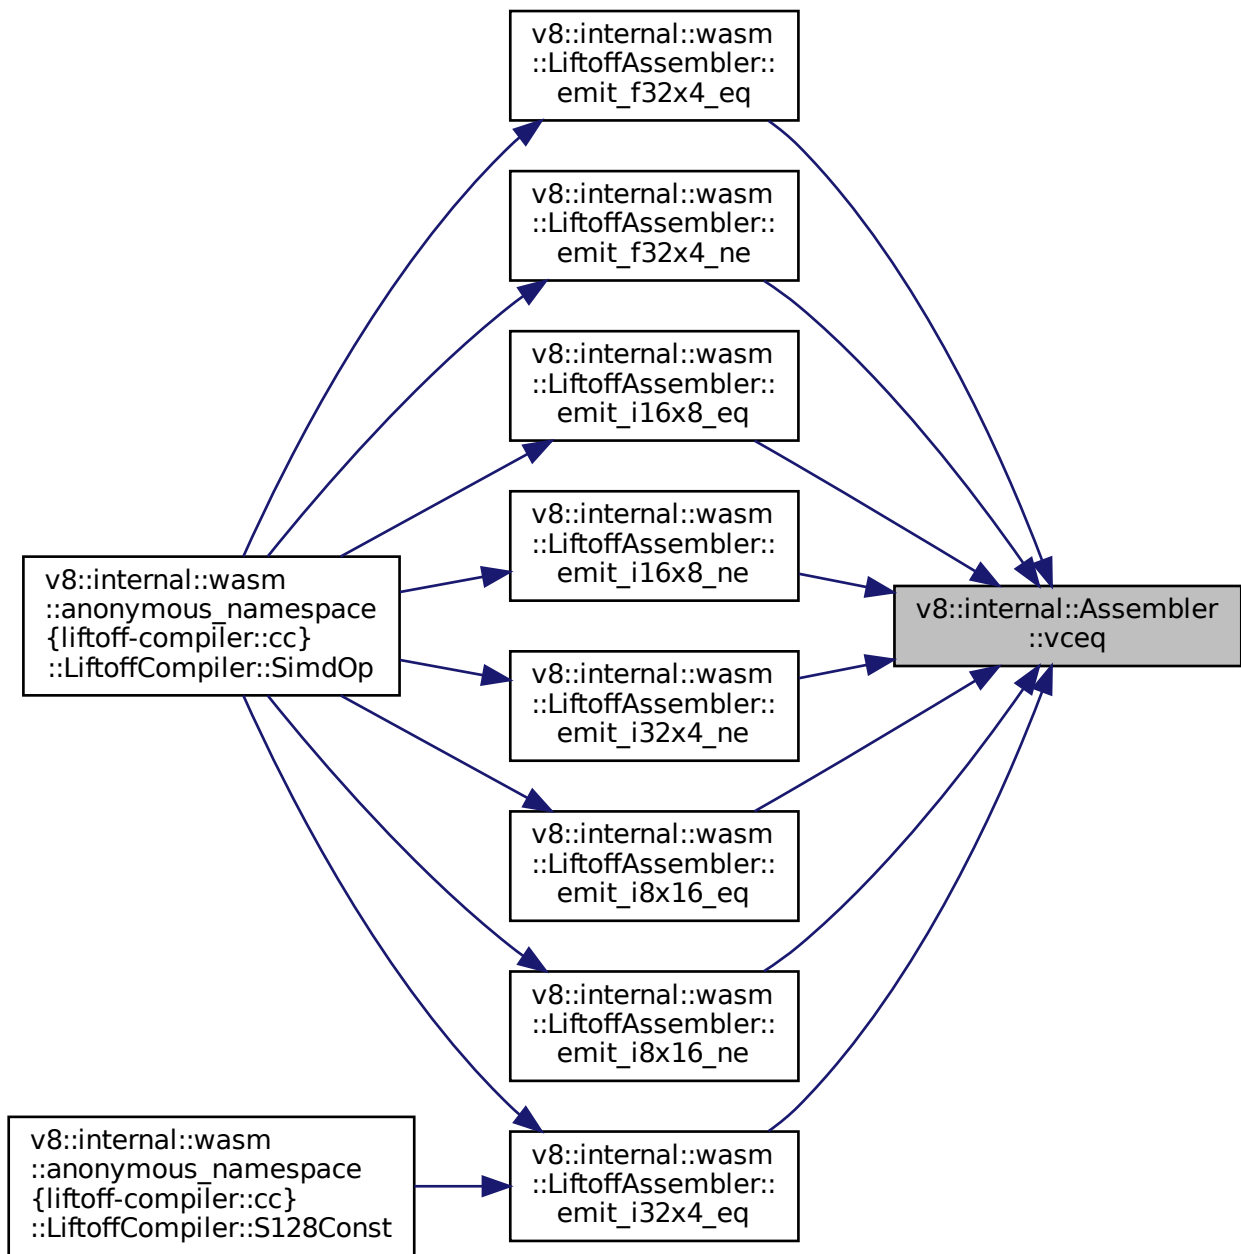 v8::internal::wasm
::LiftoffAssembler::
emit_f32x4_eq
v8::internal::wasm
::LiftoffAssembler::
emit_f32x4_ne
v8::internal::wasm
::LiftoffAssembler::
emit_i16x8_eq
v8::internal::wasm
::LiftoffAssembler::
emit_i16x8_ne
v8::internal::wasm
::anonymous_namespace
{liftoff-compiler::cc}
::LiftoffCompiler::SimdOp
v8::internal::Assembler
::vceq
v8::internal::wasm
::LiftoffAssembler::
emit_i32x4_ne
v8::internal::wasm
::LiftoffAssembler::
emit_i8x16_eq
v8::internal::wasm
::LiftoffAssembler::
emit_i8x16_ne
v8::internal::wasm
::anonymous_namespace
{liftoff-compiler::cc}
::LiftoffCompiler::S128Const
v8::internal::wasm
::LiftoffAssembler::
emit_i32x4_eq